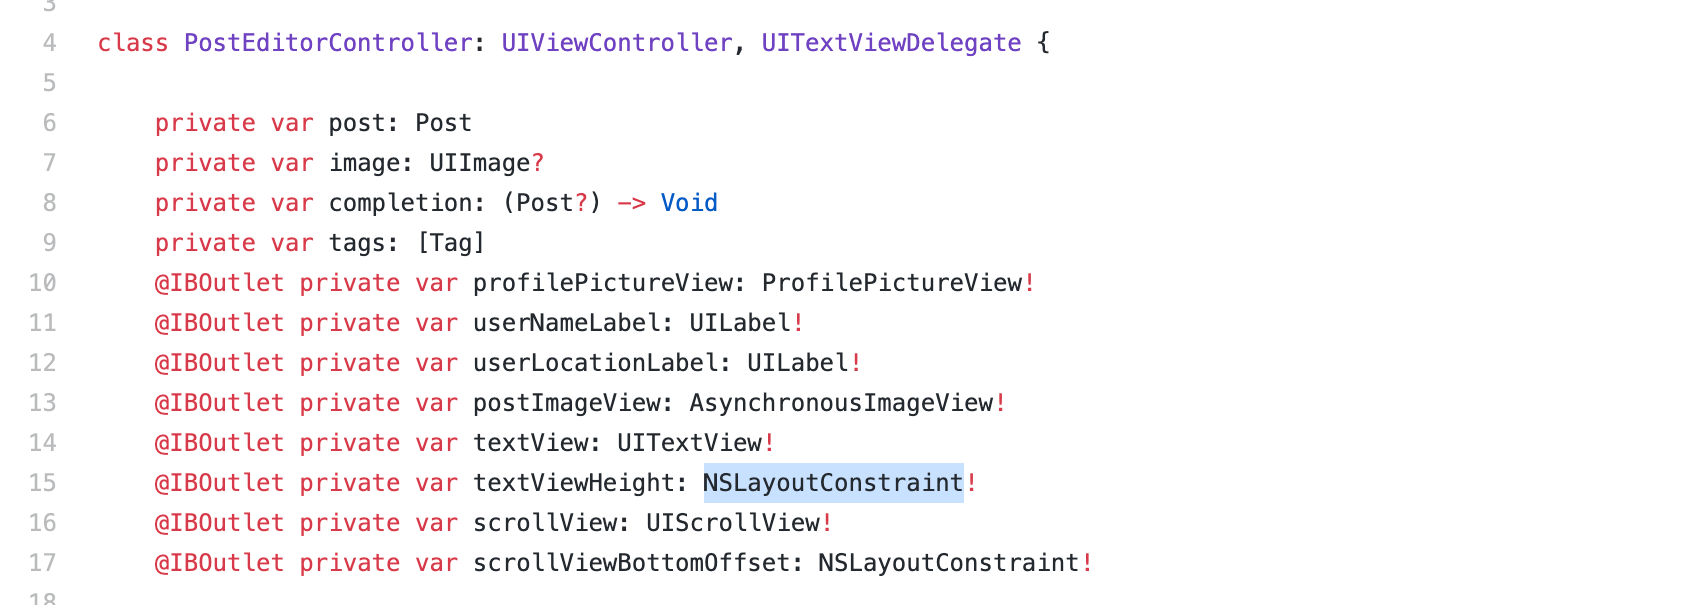 3
4 class PostEditorController: UIViewController, UITextViewDelegate {
5
6 private var post: Post
7 private var image: UIImage?
8 private var completion: (Post?) -> Void
9 private var tags: [Tag]
10 @IBOutlet private var profilePictureView: ProfilePictureView!
11 @IBOutlet private var userNameLabel: UILabel!
12 @IBOutlet private var userLocationLabel: UILabel!
13 @IBOutlet private var postImageView: AsynchronousImageView!
14 @IBOutlet private var textView: UITextView!
15 @IBOutlet private var textViewHeight: NSLayoutConstraint!
16 @IBOutlet private var scrollView: UIScrollView!
17 @IBOutlet private var scrollViewBottomOffset: NSLayoutConstraint!
18